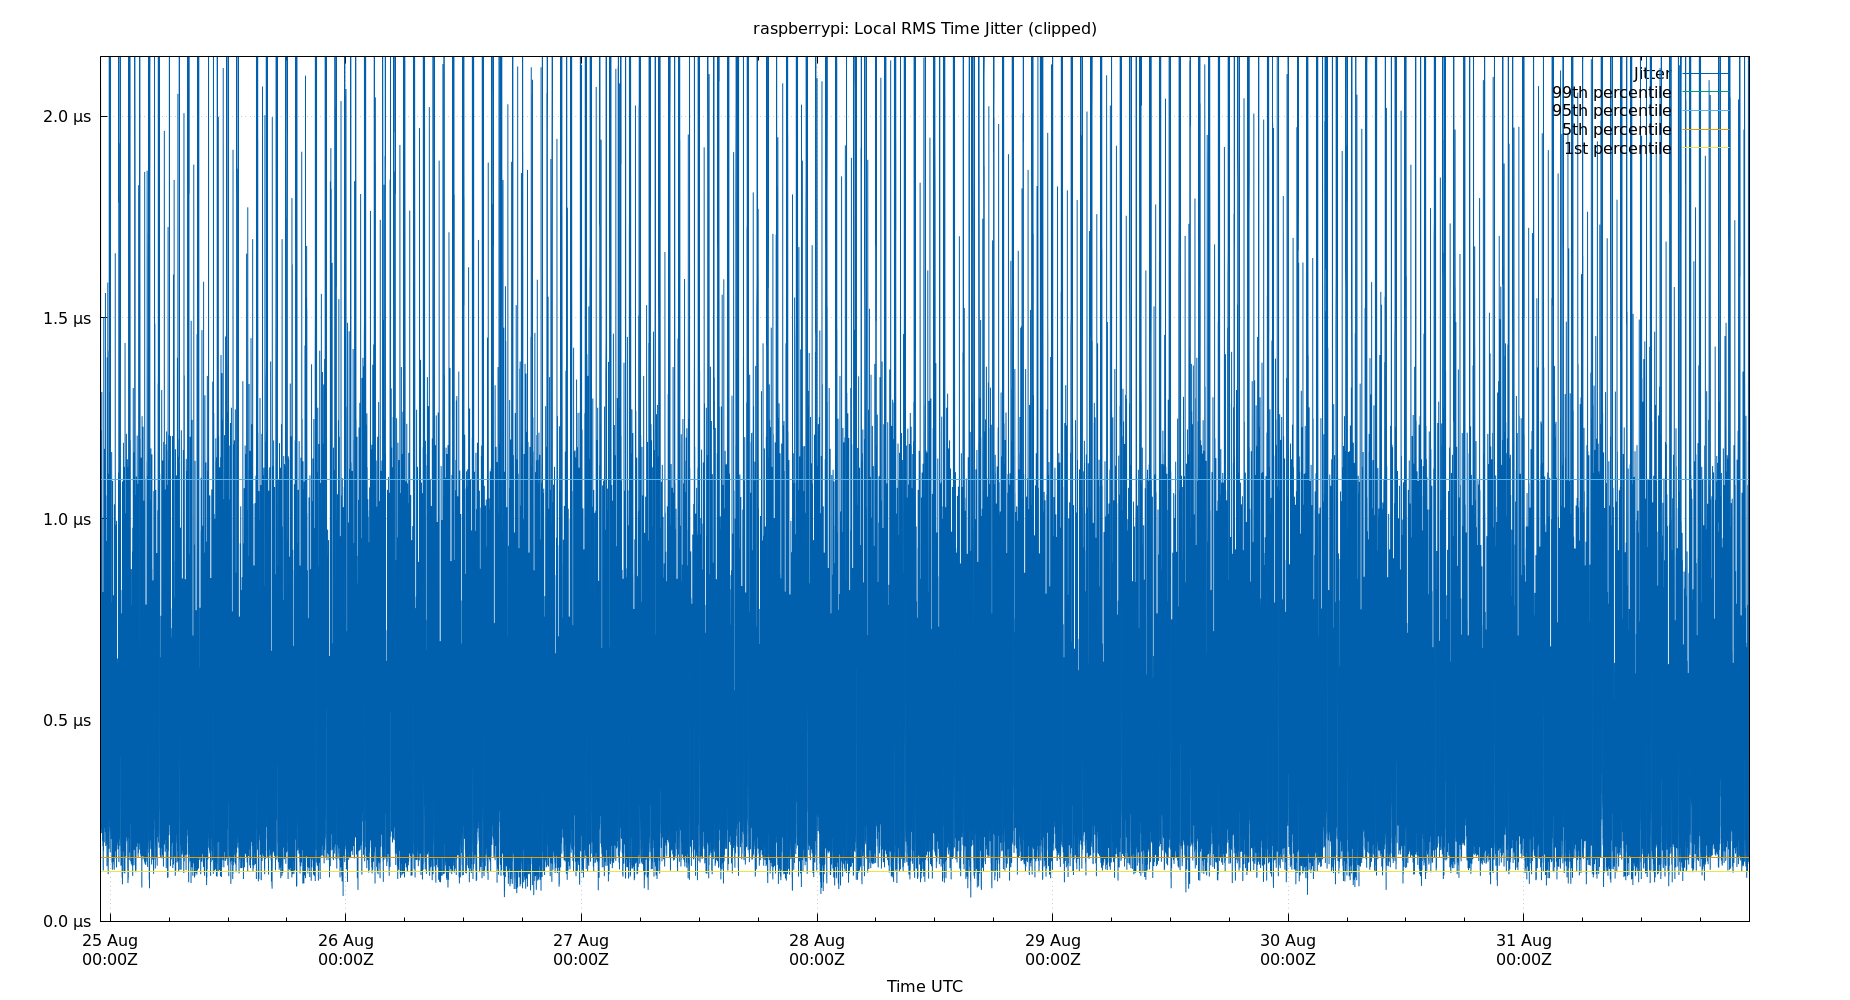 raspberrypi: Local RMS Time Jitter (clipped)
Jitter
99th percentile
95th percentile
5th percentile
1st percentile
2.0 µs
1.5 µs
1.0 µs
0.5 µs
0.0 µs
25 Aug 26 Aug 27 Aug 28 Aug 29 Aug 30 Aug 31 Aug
00:00Z 00:00Z 00:00Z 00:00Z 00:00Z 00:00Z 00:00Z
Time UTC